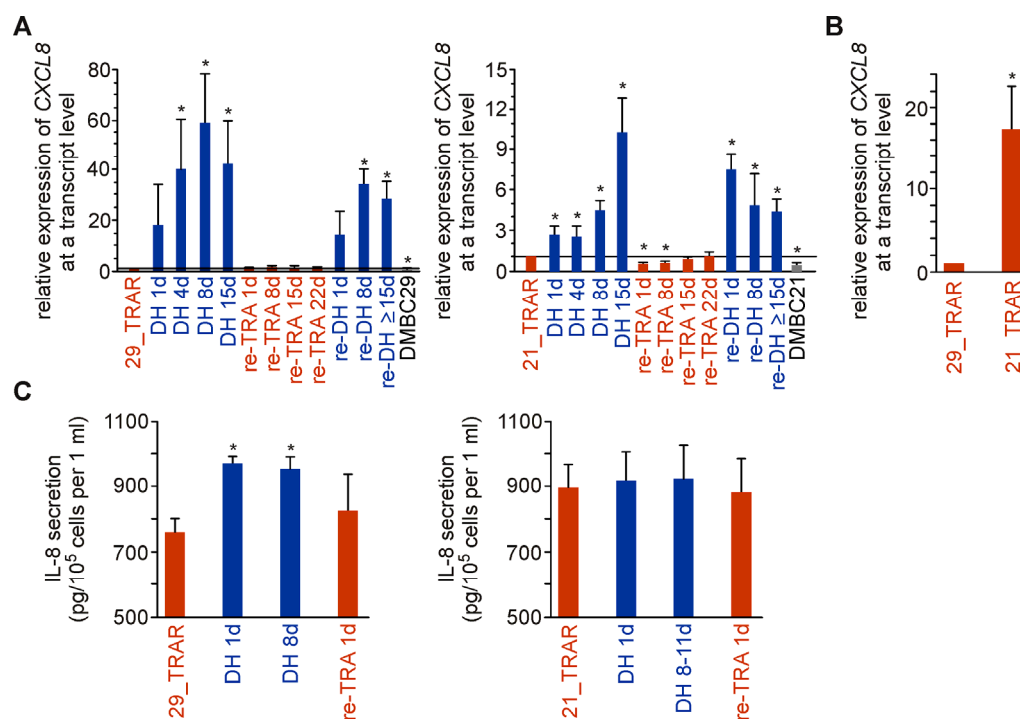 A
relative expression of CXCL8
at a transcript level
80
60
40
20
1
*
*
*
*
*
*
*
29_TRAR
DH 1d
DH 4d
DH 8d
DH 15d
re-TRA 1d
re-TRA 8d
re-TRA 15d
re-TRA 22d
re-DH 1d
re-DH 8d
re-DH ≥ 15d
DMBC29
relative expression of CXCL8
at a transcript level
15
12
9
6
3
1
0
*
*
*
*
*
*
*
*
*
*
21_TRAR
DH 1d
DH 4d
DH 8d
DH 15d
re-TRA 1d
re-TRA 8d
re-TRA 15d
re-TRA 22d
re-DH 1d
re-DH 8d
re-DH ≥ 15d
DMBC21
B
relative expression of CXCL8
at a transcript level
20
10
0
*
29_TRAR
21_TRAR
C
IL-8 secretion
(pg/10⁵ cells per 1 ml)
1100
900
700
500
*
*
29_TRAR
DH 1d
DH 8d
re-TRA 1d
IL-8 secretion
(pg/10⁵ cells per 1 ml)
1100
900
700
500
21_TRAR
DH 1d
DH 8-11d
re-TRA 1d